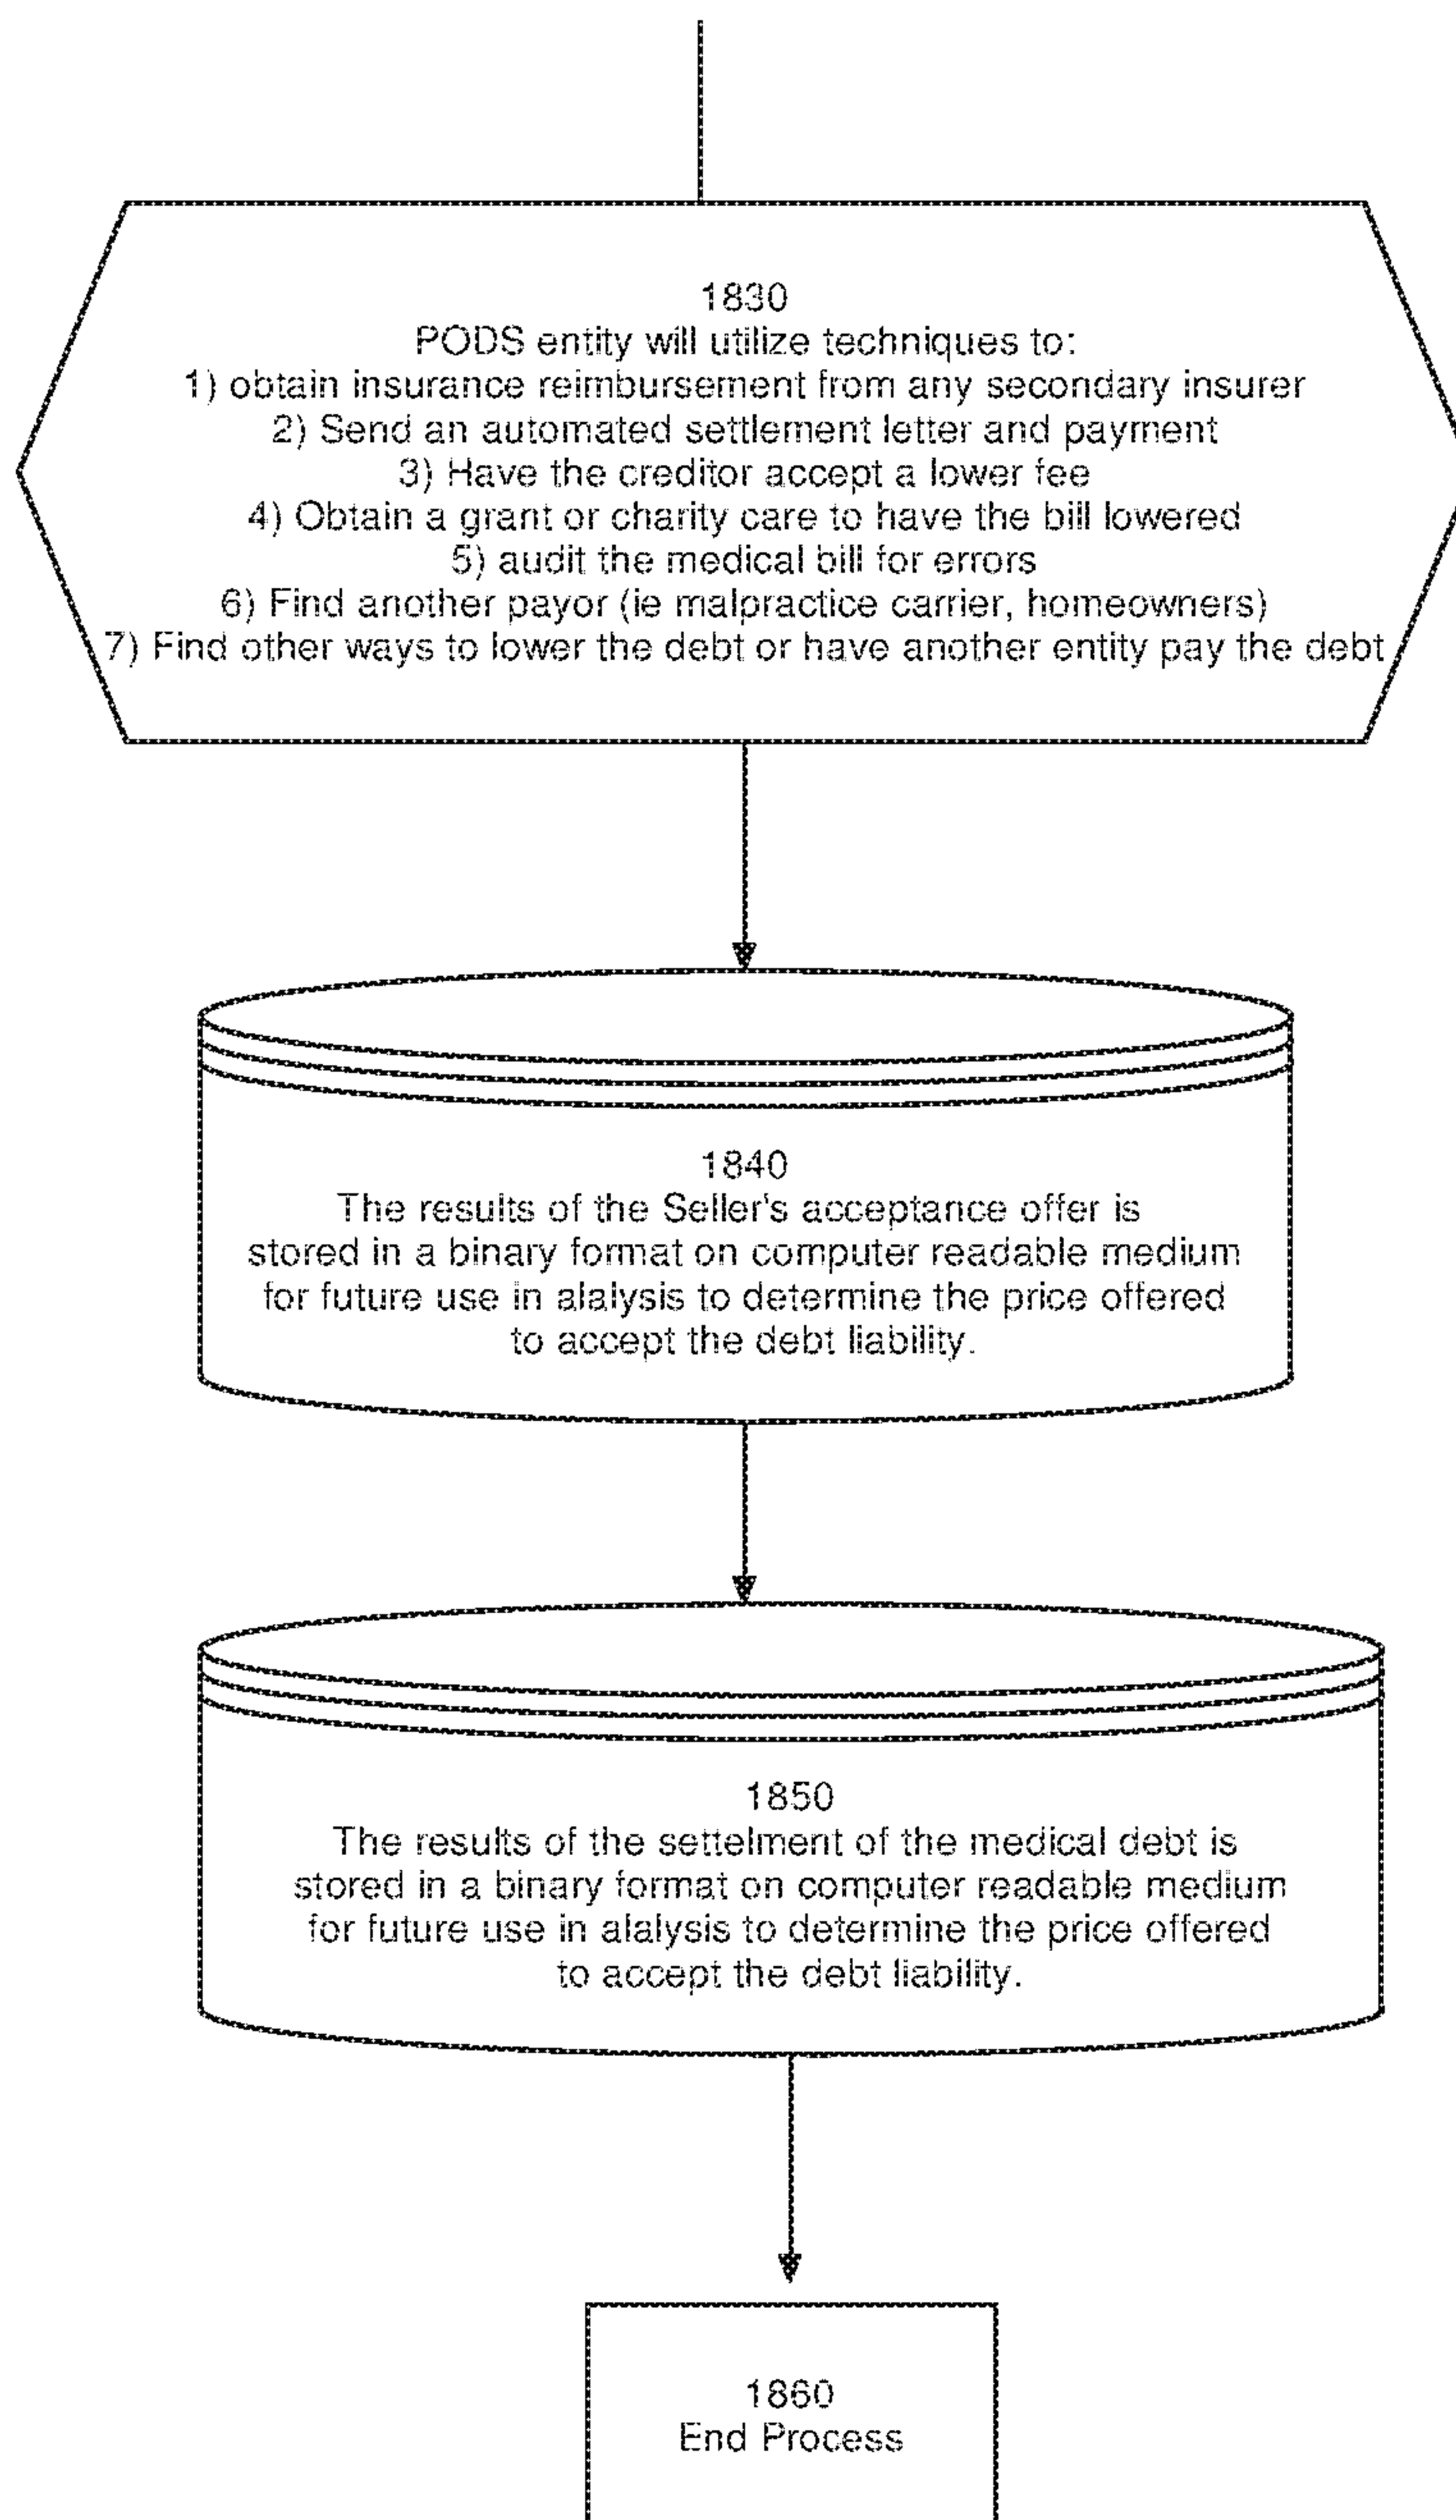 1830
PODS entity will utilize techniques to:
1) obtain insurance reimbursement from any secondary insurer
2) Send an automated settlement letter and payment
3) Have the creditor accept a lower fee
4) Obtain a grant or charity care to have the bill lowered
5) audit the medical bill for errors
6) Find another payor (ie malpractice carrier, homeowners)
7) Find other ways to lower the debt or have another entity pay the debt
1840
The results of the Seller's acceptance offer is
stored in a binary format on computer readable medium
for future use in alalysis to determine the price offered
to accept the debt liability.
1850
The results of the settelment of the medical debt is
stored in a binary format on computer readable medium
for future use in alalysis to determine the price offered
to accept the debt liability.
1860
End Process